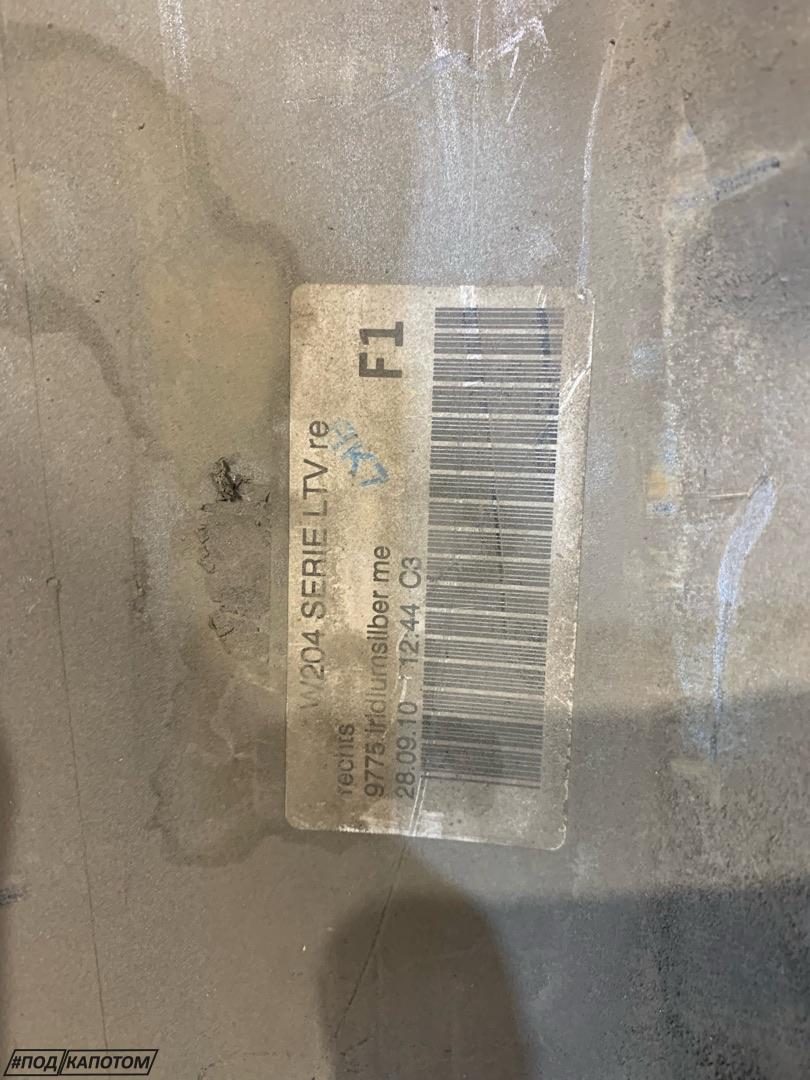 W204 SERIE LTV re
rechts
9775 iridiumsilber me
28.09.10 12:44 C3
F1
#ПОД КАПОТОМ